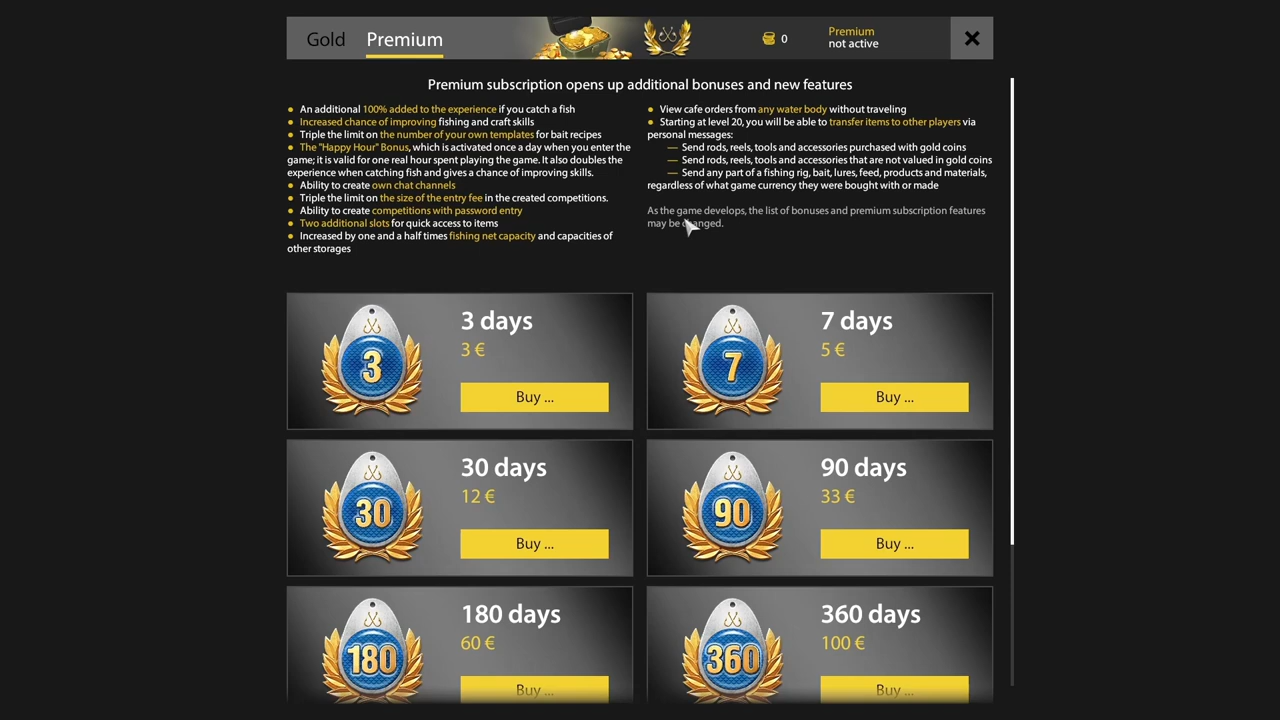 Gold
Premium
0
Premium
not active
Premium subscription opens up additional bonuses and new features
● An additional 100% added to the experience if you catch a fish
● Increased chance of improving fishing and craft skills
● Triple the limit on the number of your own templates for bait recipes
● The "Happy Hour" Bonus, which is activated once a day when you enter the
game; it is valid for one real hour spent playing the game. It also doubles the
experience when catching fish and gives a chance of improving skills.
● Ability to create own chat channels
● Triple the limit on the size of the entry fee in the created competitions.
● Ability to create competitions with password entry
● Two additional slots for quick access to items
● Increased by one and a half times fishing net capacity and capacities of
other storages
● View cafe orders from any water body without traveling
● Starting at level 20, you will be able to transfer items to other players via
personal messages:
— Send rods, reels, tools and accessories purchased with gold coins
— Send rods, reels, tools and accessories that are not valued in gold coins
— Send any part of a fishing rig, bait, lures, feed, products and materials,
regardless of what game currency they were bought with or made
As the game develops, the list of bonuses and premium subscription features
may be changed.
3
3 days
3 €
Buy ...
7
7 days
5 €
Buy ...
30
30 days
12 €
Buy ...
90
90 days
33 €
Buy ...
180
180 days
60 €
Buy ...
360
360 days
100 €
Buy ...